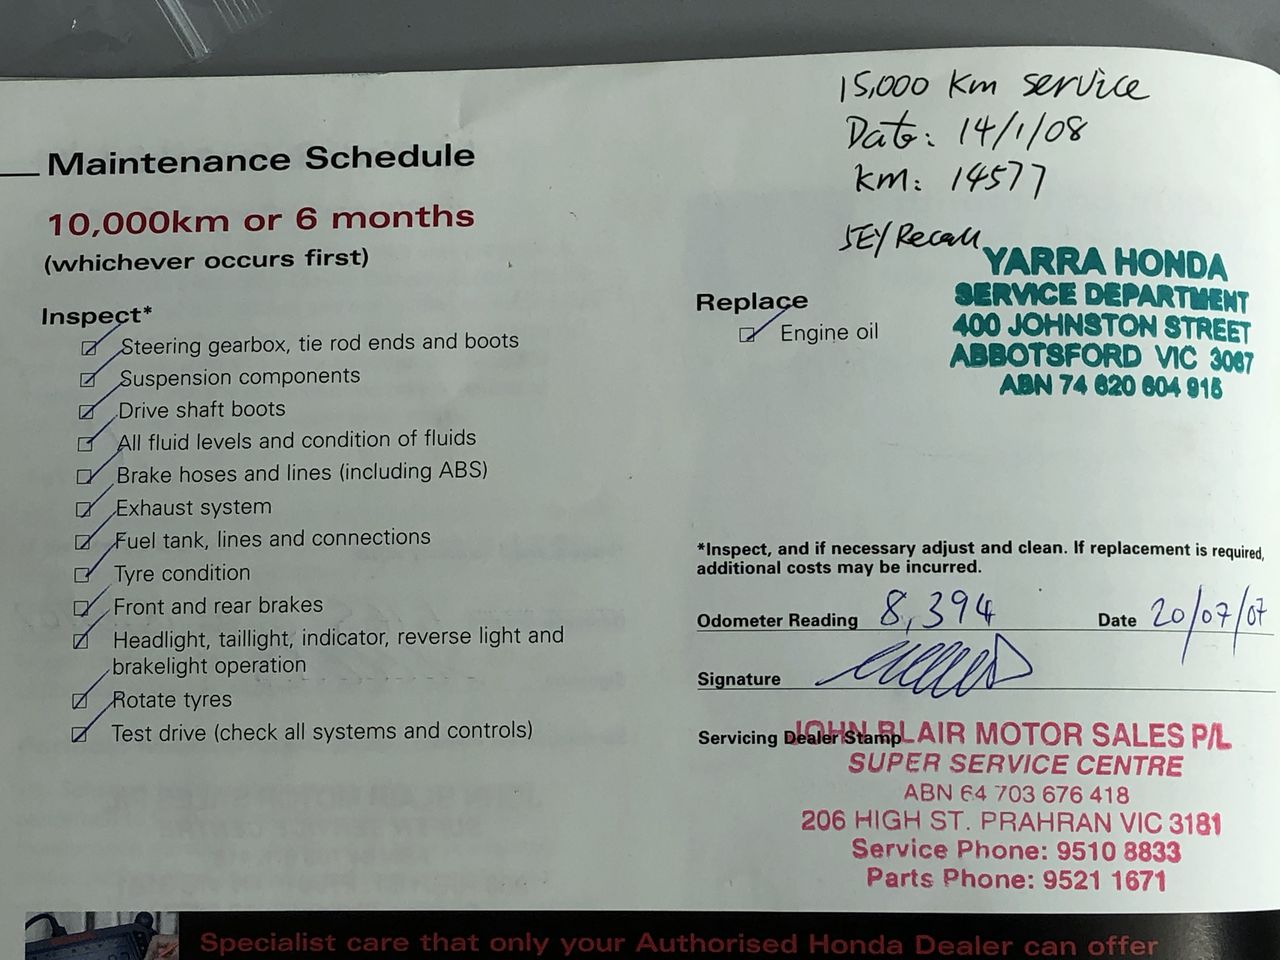 15,000 km service
Date: 14/1/08
km: 14577
5EY Recall
YARRA HONDA
SERVICE DEPARTMENT
400 JOHNSTON STREET
ABBOTSFORD VIC 3067
ABN 74 620 604 915
Maintenance Schedule
10,000km or 6 months
(whichever occurs first)
Inspect*
Steering gearbox, tie rod ends and boots
Suspension components
Drive shaft boots
All fluid levels and condition of fluids
Brake hoses and lines (including ABS)
Exhaust system
Fuel tank, lines and connections
Tyre condition
Front and rear brakes
Headlight, taillight, indicator, reverse light and
brakelight operation
Rotate tyres
Test drive (check all systems and controls)
Replace
Engine oil
*Inspect, and if necessary adjust and clean. If replacement is required,
additional costs may be incurred.
Odometer Reading 8,394 Date 20/07/07
Signature
Servicing Dealer Stamp
JOHN BLAIR MOTOR SALES P/L
SUPER SERVICE CENTRE
ABN 64 703 676 418
206 HIGH ST. PRAHRAN VIC 3181
Service Phone: 9510 8833
Parts Phone: 9521 1671
Specialist care that only your Authorised Honda Dealer can offer